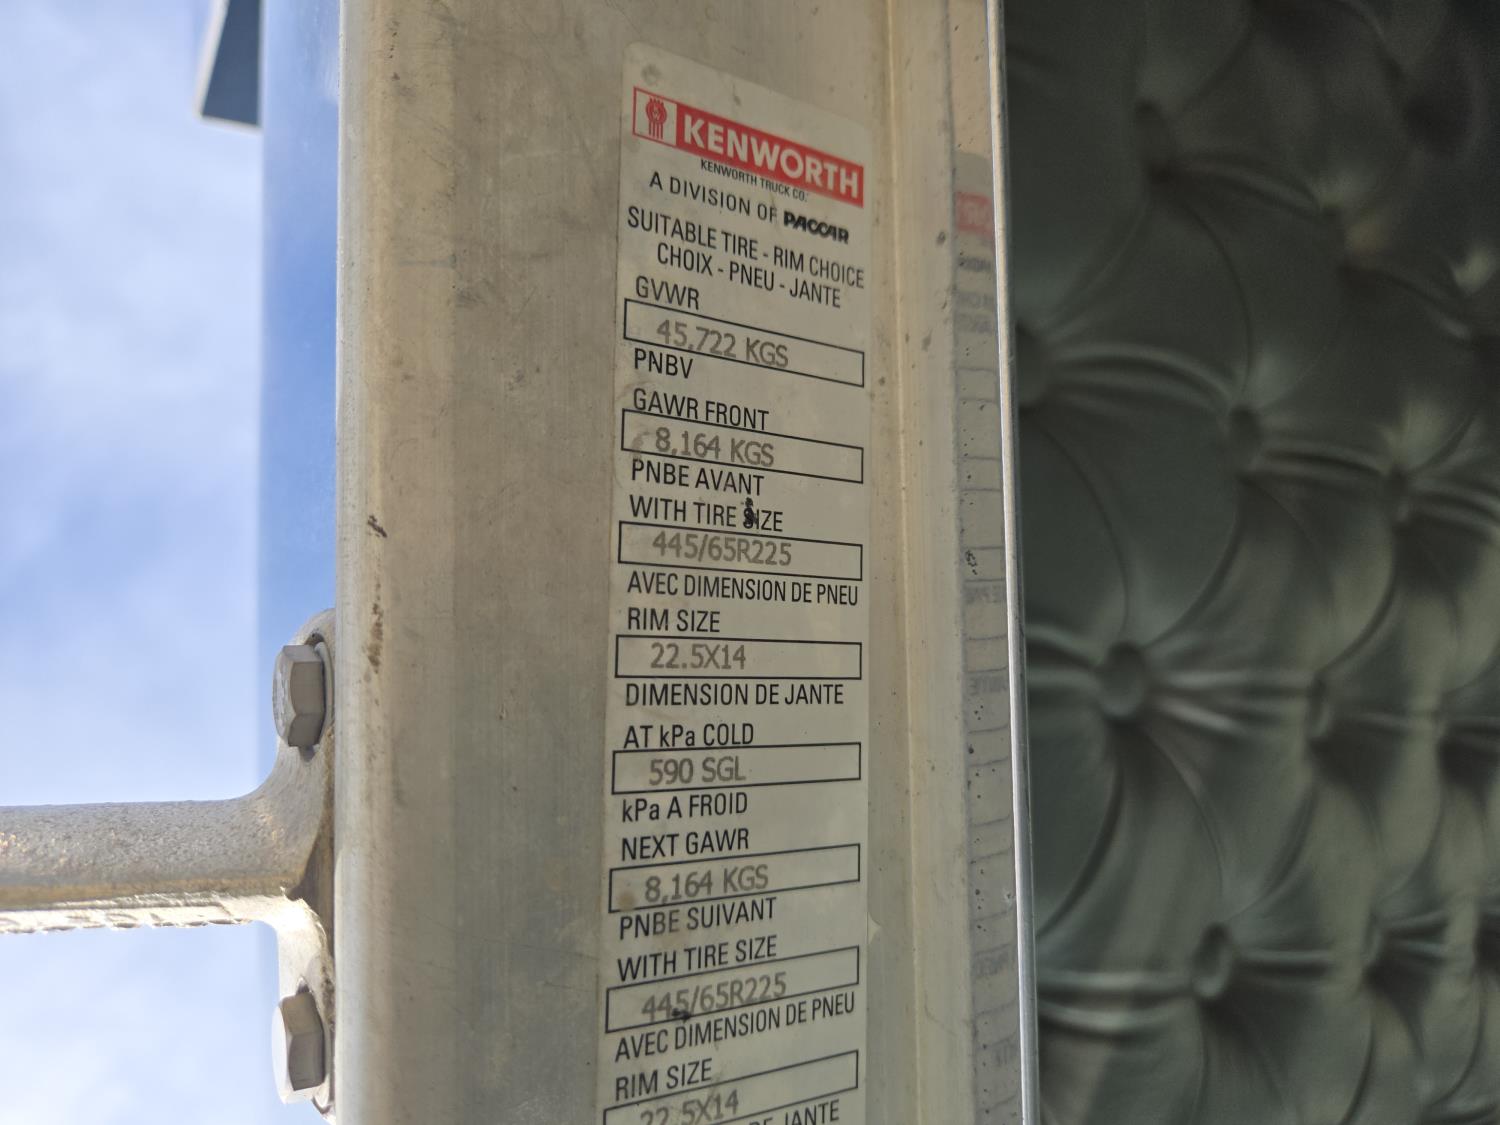 KENWORTH
KENWORTH TRUCK CO.
A DIVISION OF PACCAR
SUITABLE TIRE - RIM CHOICE
CHOIX - PNEU - JANTE
GVWR
45,722 KGS
PNBV
GAWR FRONT
8,164 KGS
PNBE AVANT
WITH TIRE SIZE
445/65R225
AVEC DIMENSION DE PNEU
RIM SIZE
22.5X14
DIMENSION DE JANTE
AT kPa COLD
590 SGL
kPa A FROID
NEXT GAWR
8,164 KGS
PNBE SUIVANT
WITH TIRE SIZE
445/65R225
AVEC DIMENSION DE PNEU
RIM SIZE
22.5X14
DE JANTE